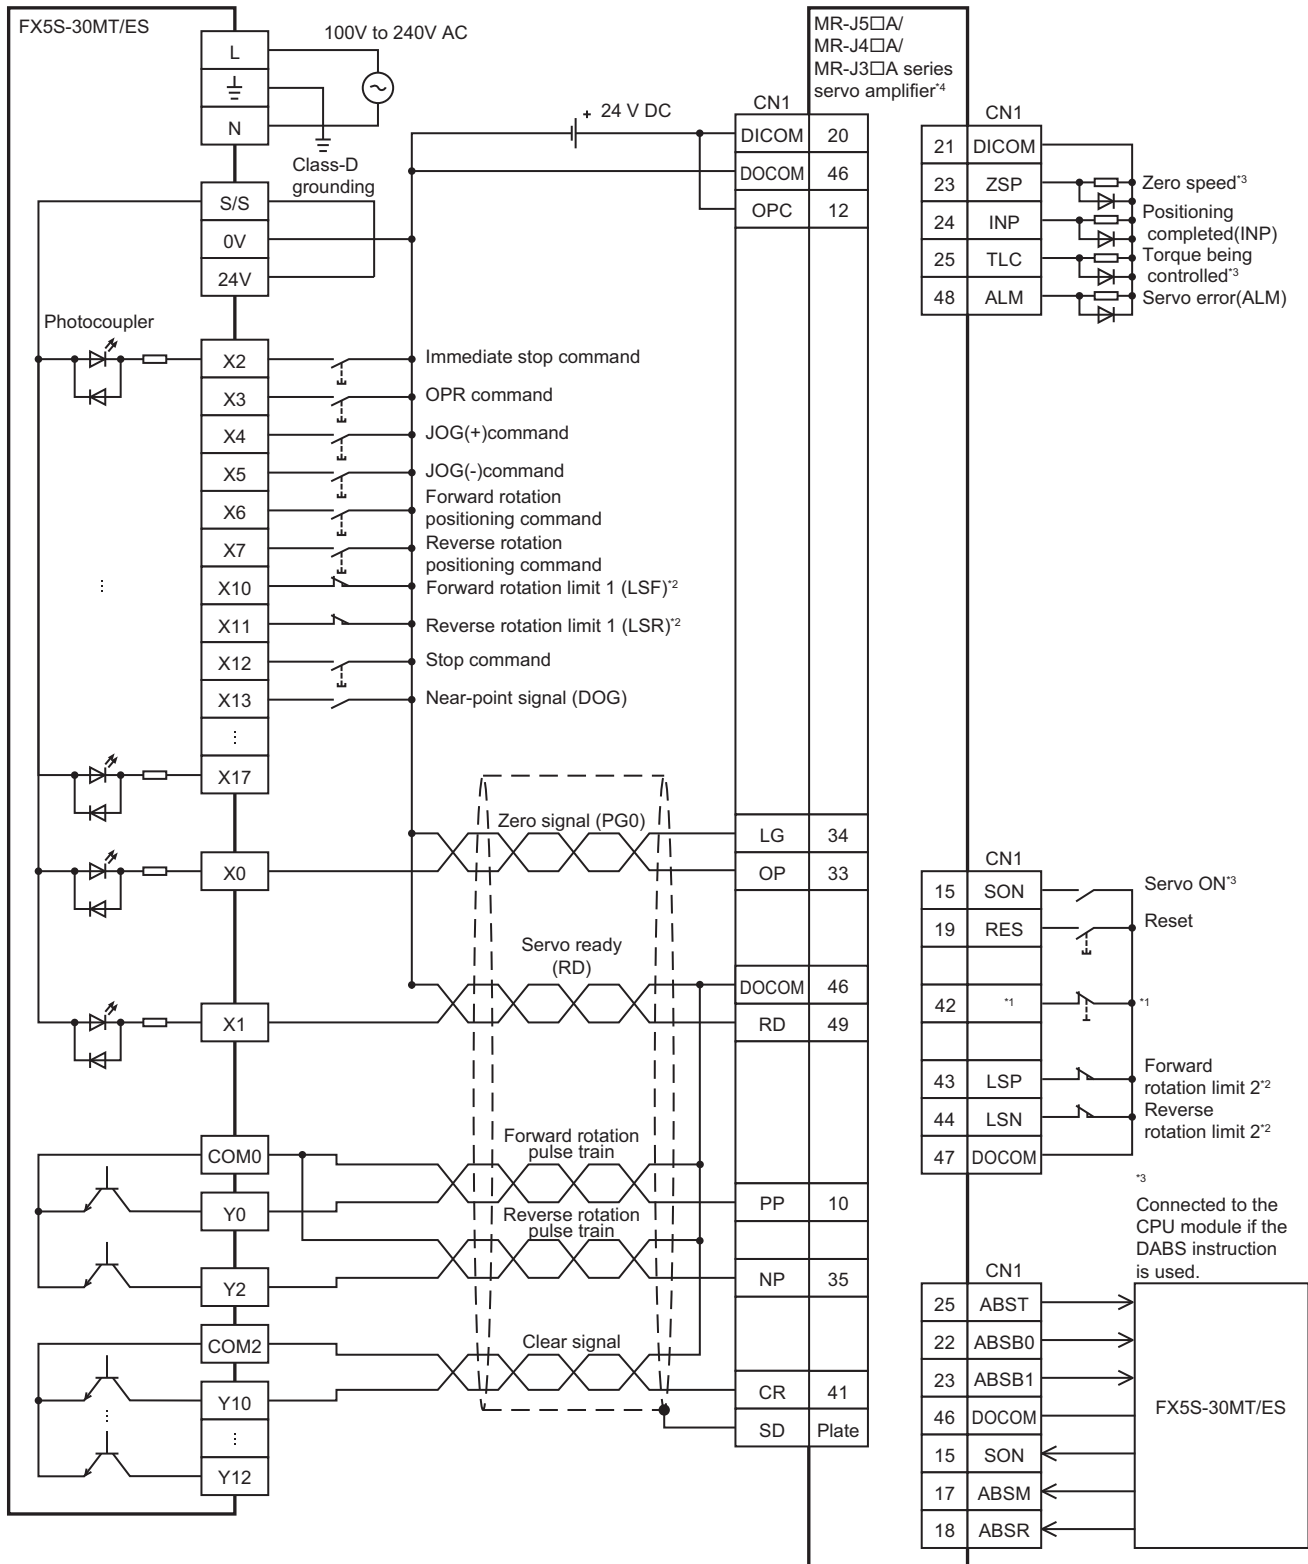 FX5S-30MT/ES
L
N
100V to 240V AC
Class-D
grounding
S/S
0V
24V
Photocoupler
X2
Immediate stop command
X3
OPR command
X4
JOG(+)command
X5
JOG(-)command
X6
Forward rotation
positioning command
X7
Reverse rotation
positioning command
X10
Forward rotation limit 1 (LSF)*2
X11
Reverse rotation limit 1 (LSR)*2
X12
Stop command
X13
Near-point signal (DOG)
⋮
⋮
X17
X0
Zero signal (PG0)
X1
Servo ready
(RD)
COM0
Y0
Forward rotation
pulse train
Y2
Reverse rotation
pulse train
COM2
Clear signal
Y10
⋮
⋮
Y12
+ 24 V DC
MR-J5□A/
MR-J4□A/
MR-J3□A series
servo amplifier*4
CN1
DICOM 20
DOCOM 46
OPC 12
LG 34
OP 33
DOCOM 46
RD 49
PP 10
NP 35
CR 41
SD Plate
CN1
21 DICOM
23 ZSP Zero speed*3
24 INP Positioning
completed(INP)
25 TLC Torque being
controlled*3
48 ALM Servo error(ALM)
CN1
15 SON Servo ON*3
19 RES Reset
42 *1 *1
43 LSP Forward
rotation limit 2*2
44 LSN Reverse
rotation limit 2*2
47 DOCOM
*3
Connected to the
CPU module if the
DABS instruction
is used.
CN1
25 ABST
22 ABSB0
23 ABSB1
46 DOCOM
15 SON
17 ABSM
18 ABSR
FX5S-30MT/ES